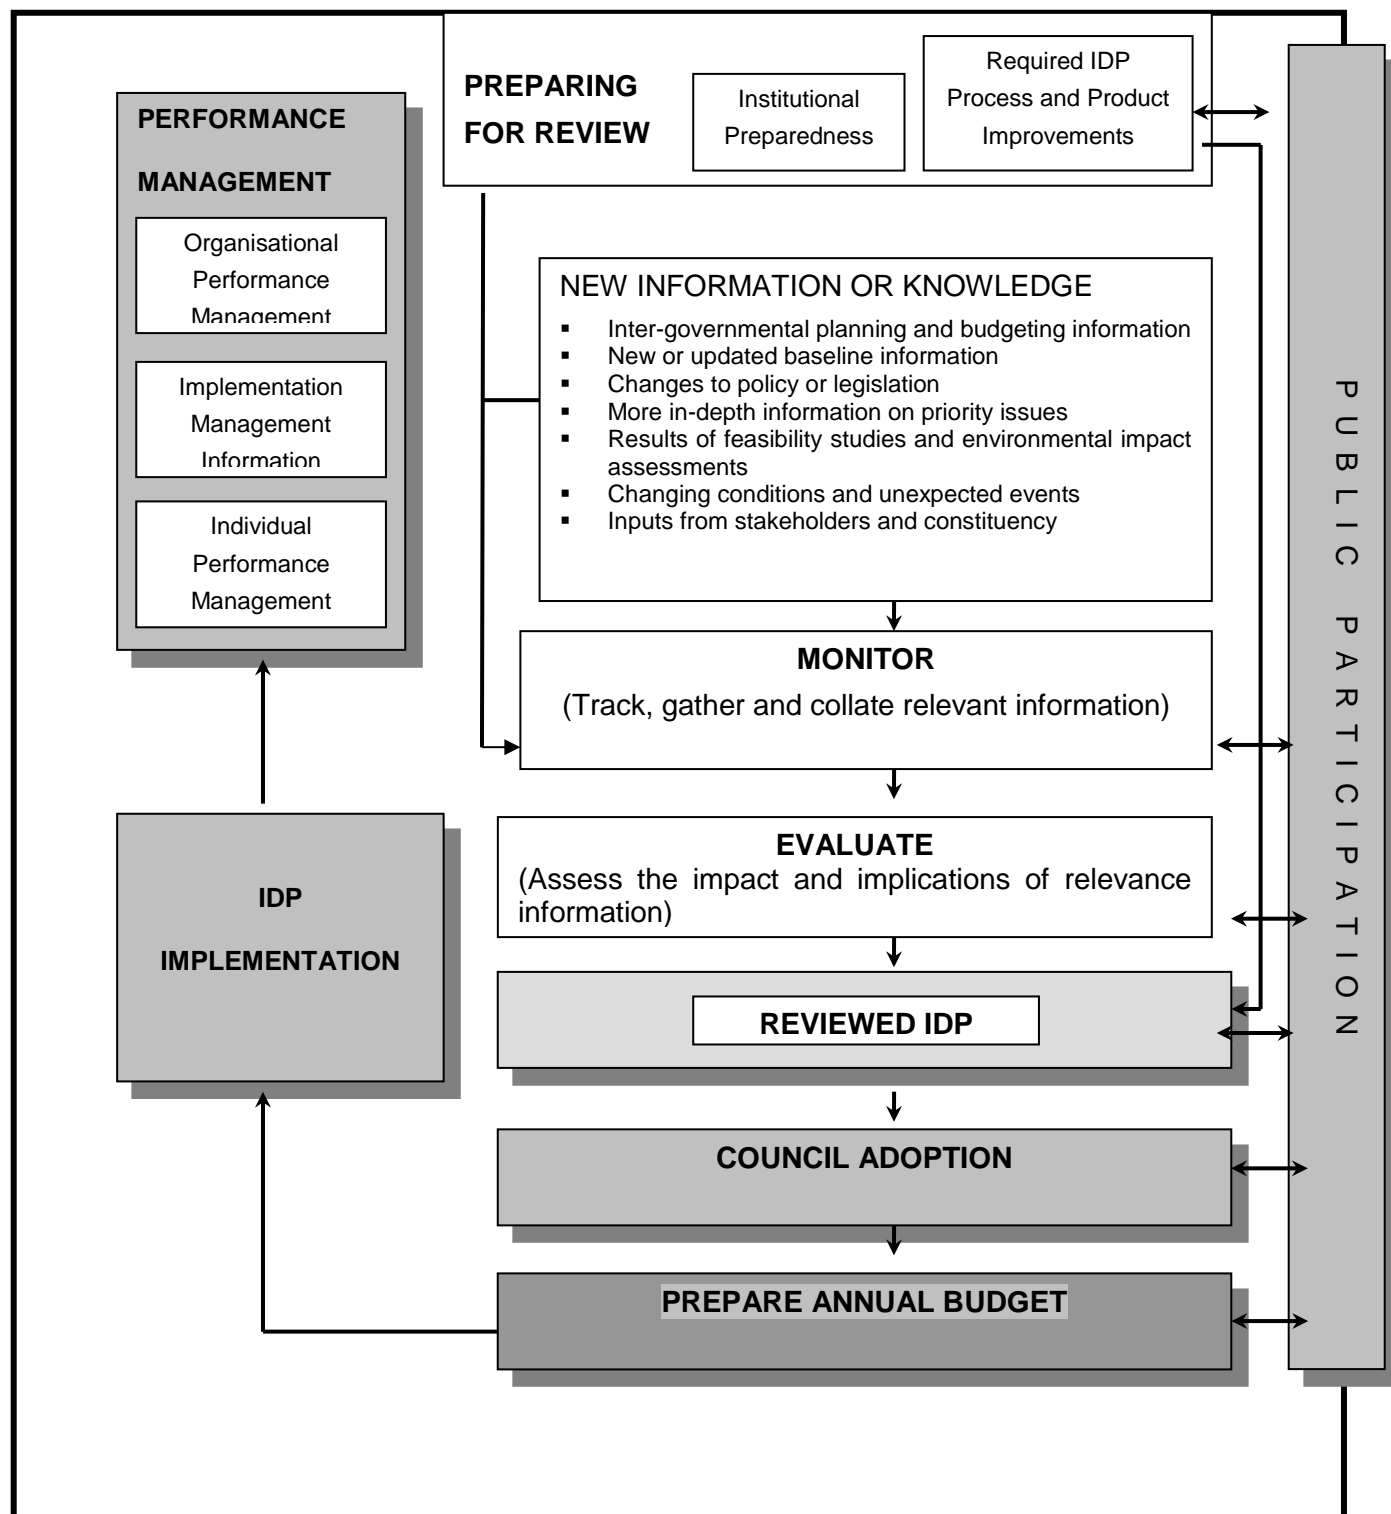 PREPARING
FOR REVIEW
Institutional
Preparedness
Required IDP
Process and Product
Improvements
PERFORMANCE
MANAGEMENT
Organisational
Performance
Management
Implementation
Management
Information
Individual
Performance
Management
NEW INFORMATION OR KNOWLEDGE
▪ Inter-governmental planning and budgeting information
▪ New or updated baseline information
▪ Changes to policy or legislation
▪ More in-depth information on priority issues
▪ Results of feasibility studies and environmental impact
assessments
▪ Changing conditions and unexpected events
▪ Inputs from stakeholders and constituency
MONITOR
(Track, gather and collate relevant information)
EVALUATE
(Assess the impact and implications of relevance
information)
IDP
IMPLEMENTATION
REVIEWED IDP
COUNCIL ADOPTION
PREPARE ANNUAL BUDGET
PUBLIC PARTICIPATION